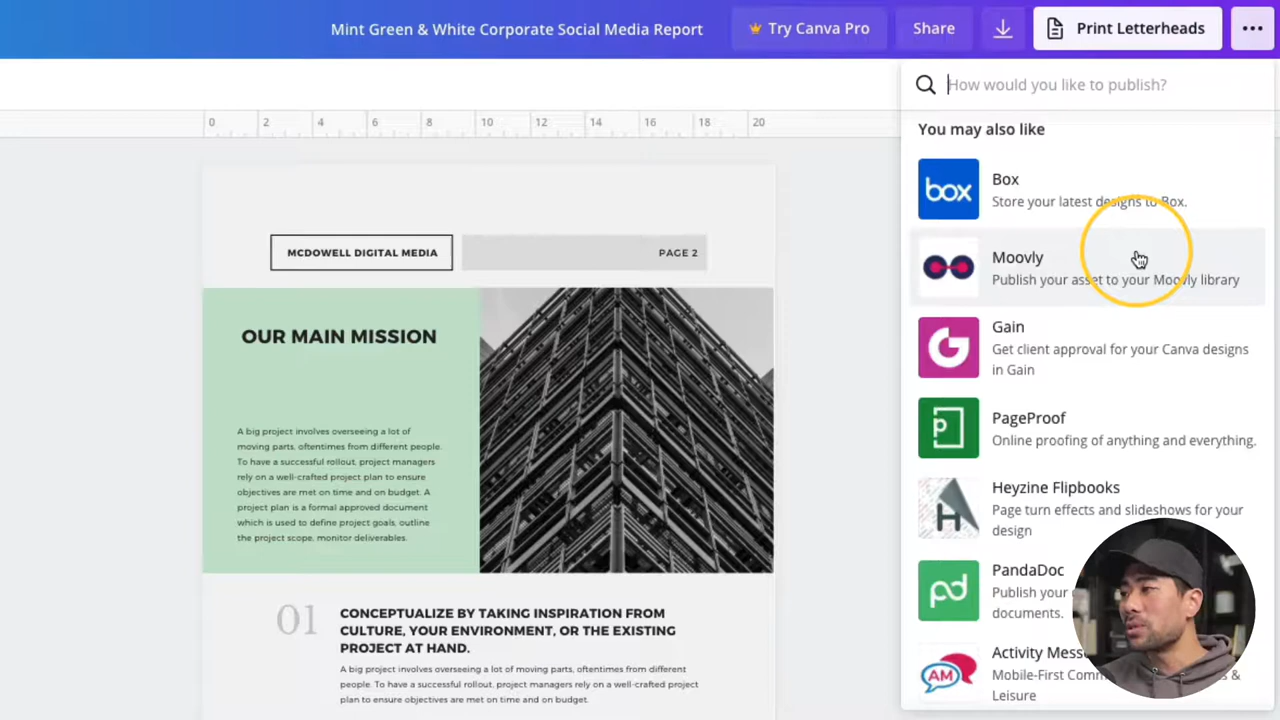 Mint Green & White Corporate Social Media Report
Try Canva Pro
Share
Print Letterheads
How would you like to publish?
0 2 4 6 8 10 12 14 16 18 20
You may also like
box
Box
Store your latest designs to Box.
Moovly
Publish your asset to your Moovly library
Gain
Get client approval for your Canva designs
in Gain
PageProof
Online proofing of anything and everything.
Heyzine Flipbooks
Page turn effects and slideshows for your
design
pd
PandaDoc
Publish your
documents.
AM
Activity
Mobile-First
Leisure
MCDOWELL DIGITAL MEDIA
PAGE 2
OUR MAIN MISSION
A big project involves overseeing a lot of
moving parts, oftentimes from different people.
To have a successful rollout, project managers
rely on a well-crafted project plan to ensure
objectives are met on time and on budget. A
project plan is a formal approved document
which is used to define project goals, outline
the project scope, monitor deliverables.
01
CONCEPTUALIZE BY TAKING INSPIRATION FROM
CULTURE, YOUR ENVIRONMENT, OR THE EXISTING
PROJECT AT HAND.
A big project involves overseeing a lot of moving parts, oftentimes from different
people. To have a successful rollout, project managers rely on a well-crafted project
plan to ensure objectives are met on time and on budget.